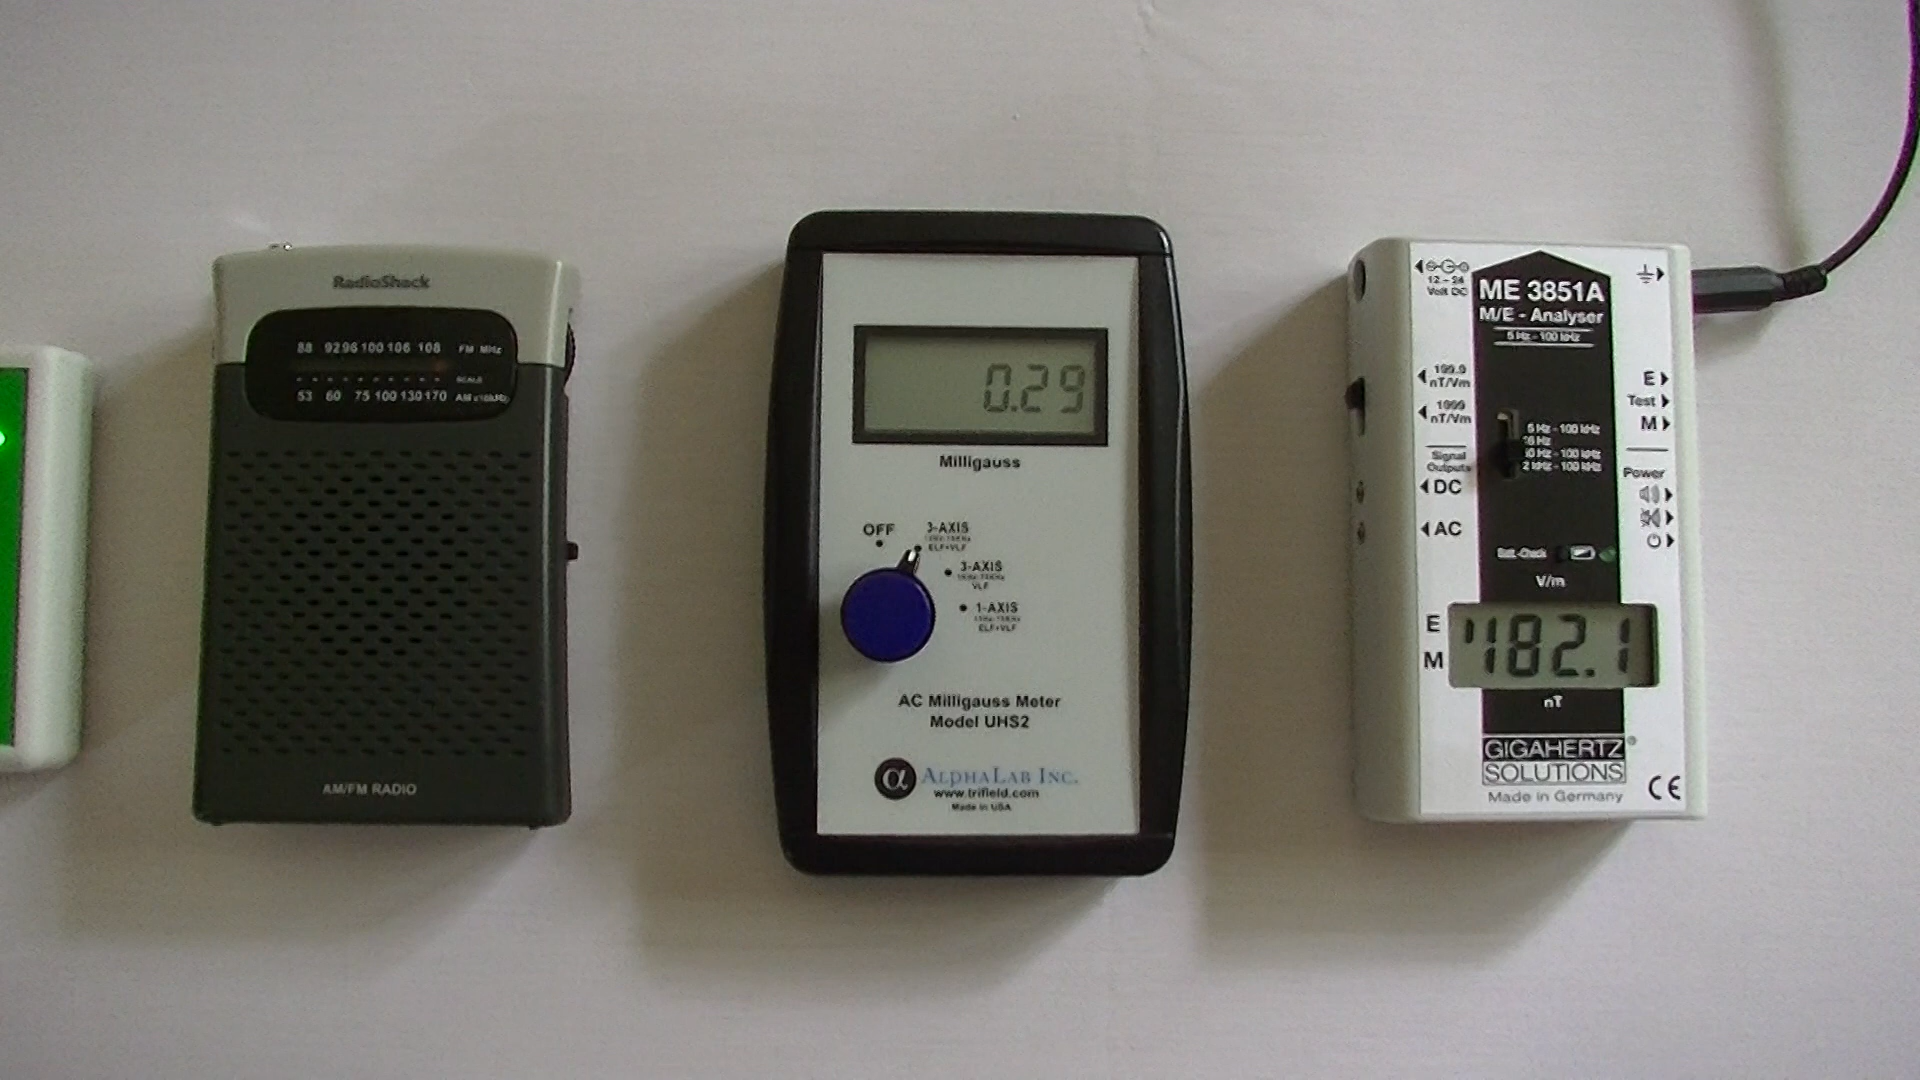 RadioShack
88 92 96 100 106 108 FM MHz
SCALE
53 60 75 100 130 170
AM/FM RADIO
0.29
Milligauss
OFF
3-AXIS
ELF+VLF
3-AXIS
VLF
1-AXIS
ELF+VLF
AC Milligauss Meter
Model UHS2
α ALPHALAB INC.
www.trifield.com
Made in USA
12 – 24
Volt DC
ME 3851A
M/E - Analyser
5 Hz - 100 kHz
199.9
nT/Vm
1999
nT/Vm
Signal
Outputs
DC
AC
5 Hz - 100 kHz
2 kHz - 100 kHz
E
Test
M
Power
Batt.-Check
V/m
E
M
182.1
nT
GIGAHERTZ
SOLUTIONS®
Made in Germany
CE